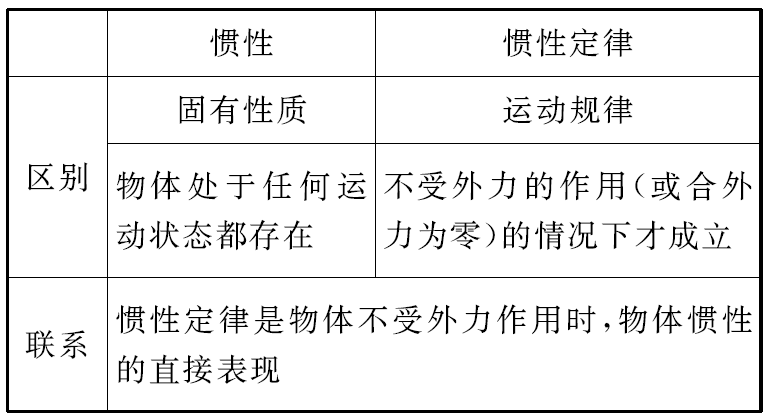 惯性 惯性定律
区别 固有性质 运动规律
物体处于任何运
动状态都存在
不受外力的作用(或合外
力为零)的情况下才成立
联系
惯性定律是物体不受外力作用时,物体惯性
的直接表现